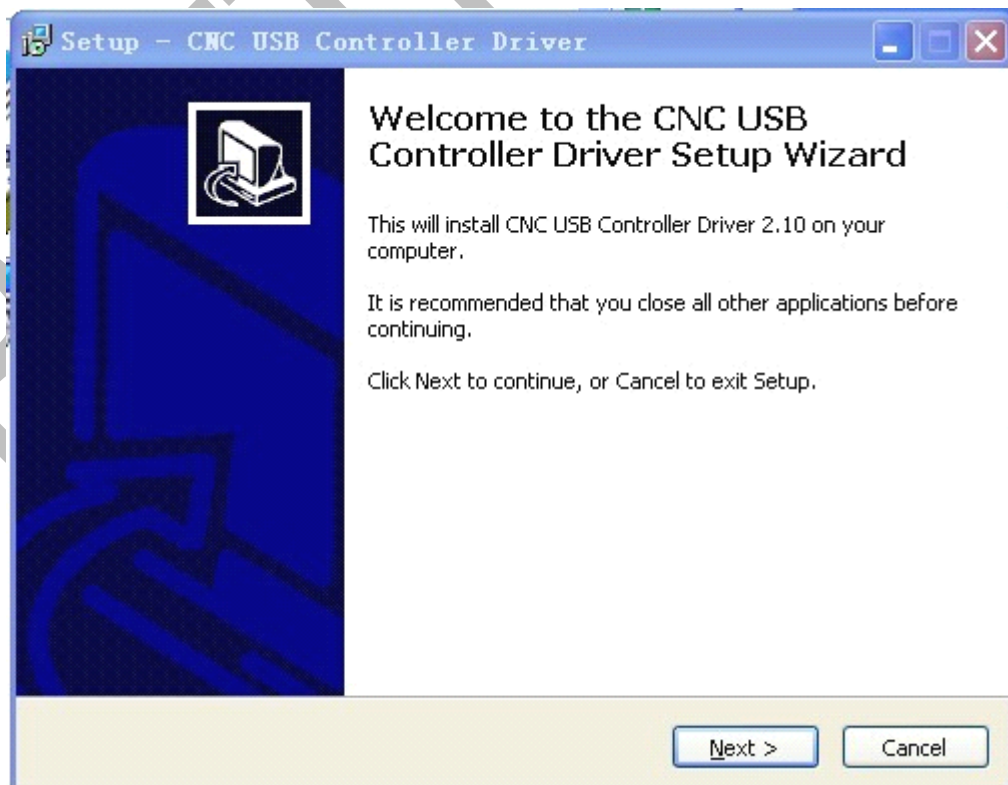 Setup - CNC USB Controller Driver
Welcome to the CNC USB
Controller Driver Setup Wizard
This will install CNC USB Controller Driver 2.10 on your
computer.
It is recommended that you close all other applications before
continuing.
Click Next to continue, or Cancel to exit Setup.
Next >
Cancel